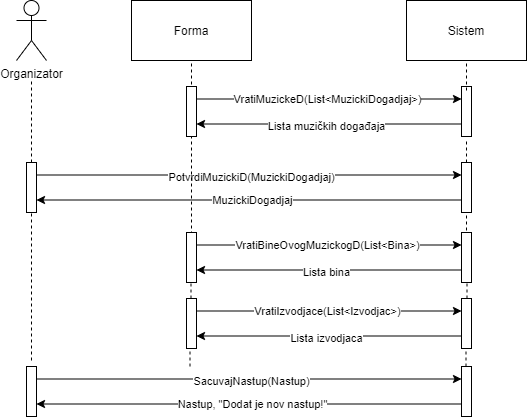 Forma
Sistem
Organizator
VratiMuzickeD(List<MuzickiDogadjaj>)
Lista muzičkih događaja
PotvrdiMuzickiD(MuzickiDogadjaj)
MuzickiDogadjaj
VratiBineOvogMuzickogD(List<Bina>)
Lista bina
VratiIzvodjace(List<Izvodjac>)
Lista izvodjaca
SacuvajNastup(Nastup)
Nastup, "Dodat je nov nastup!"